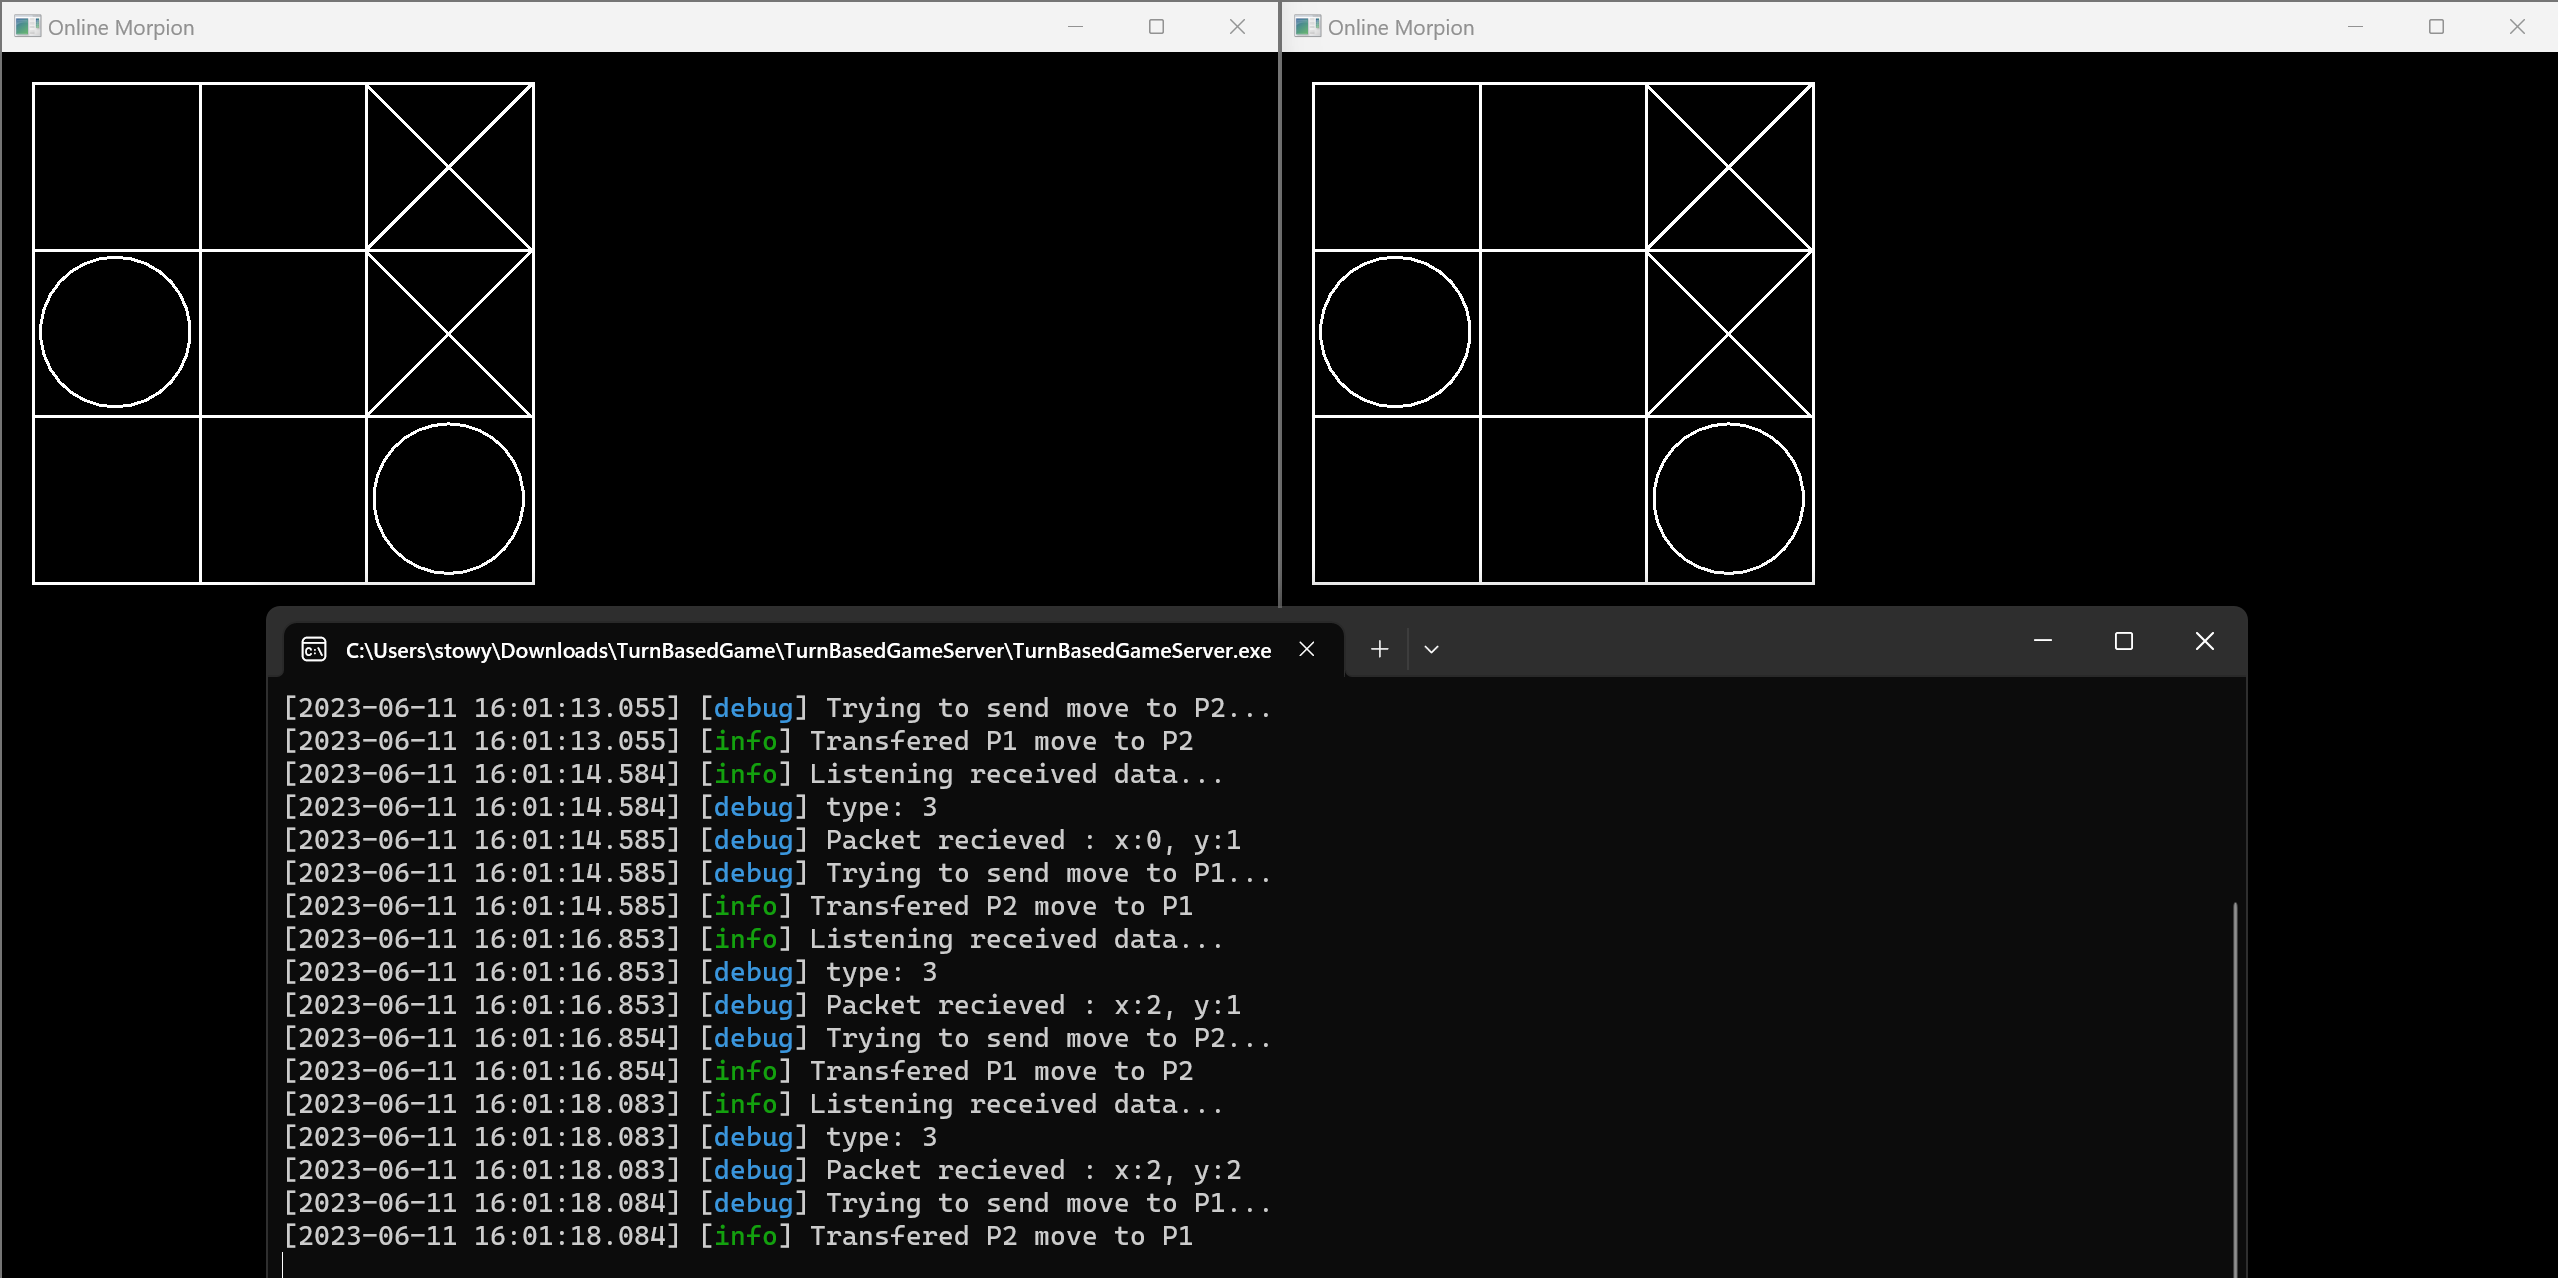 Online Morpion
Online Morpion
C:\Users\stowy\Downloads\TurnBasedGame\TurnBasedGameServer\TurnBasedGameServer.exe
[2023-06-11 16:01:13.055] [debug] Trying to send move to P2...
[2023-06-11 16:01:13.055] [info] Transfered P1 move to P2
[2023-06-11 16:01:14.584] [info] Listening received data...
[2023-06-11 16:01:14.584] [debug] type: 3
[2023-06-11 16:01:14.585] [debug] Packet recieved : x:0, y:1
[2023-06-11 16:01:14.585] [debug] Trying to send move to P1...
[2023-06-11 16:01:14.585] [info] Transfered P2 move to P1
[2023-06-11 16:01:16.853] [info] Listening received data...
[2023-06-11 16:01:16.853] [debug] type: 3
[2023-06-11 16:01:16.853] [debug] Packet recieved : x:2, y:1
[2023-06-11 16:01:16.854] [debug] Trying to send move to P2...
[2023-06-11 16:01:16.854] [info] Transfered P1 move to P2
[2023-06-11 16:01:18.083] [info] Listening received data...
[2023-06-11 16:01:18.083] [debug] type: 3
[2023-06-11 16:01:18.083] [debug] Packet recieved : x:2, y:2
[2023-06-11 16:01:18.084] [debug] Trying to send move to P1...
[2023-06-11 16:01:18.084] [info] Transfered P2 move to P1